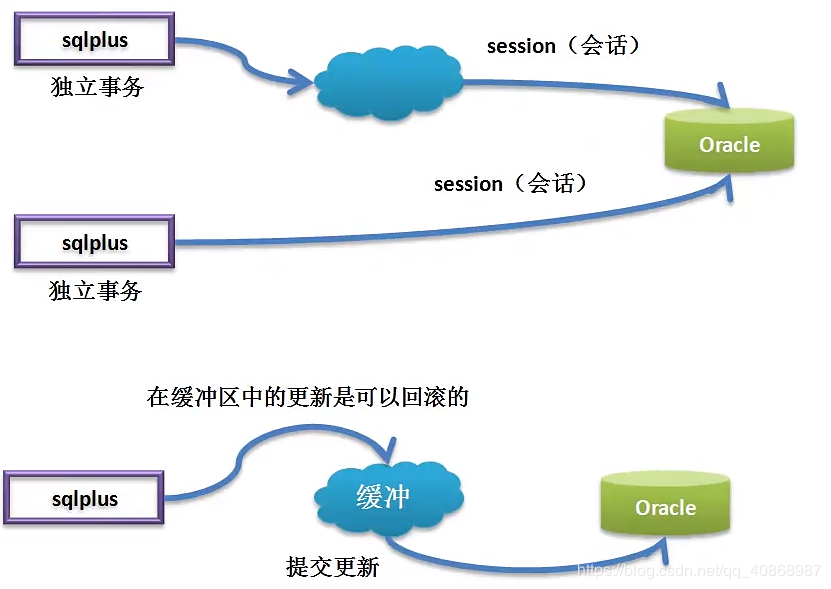 sqlplus
session（会话）
独立事务
Oracle
session（会话）
sqlplus
独立事务
在缓冲区中的更新是可以回滚的
sqlplus
缓冲
Oracle
提交更新
https://blog.csdn.net/qq_40868987